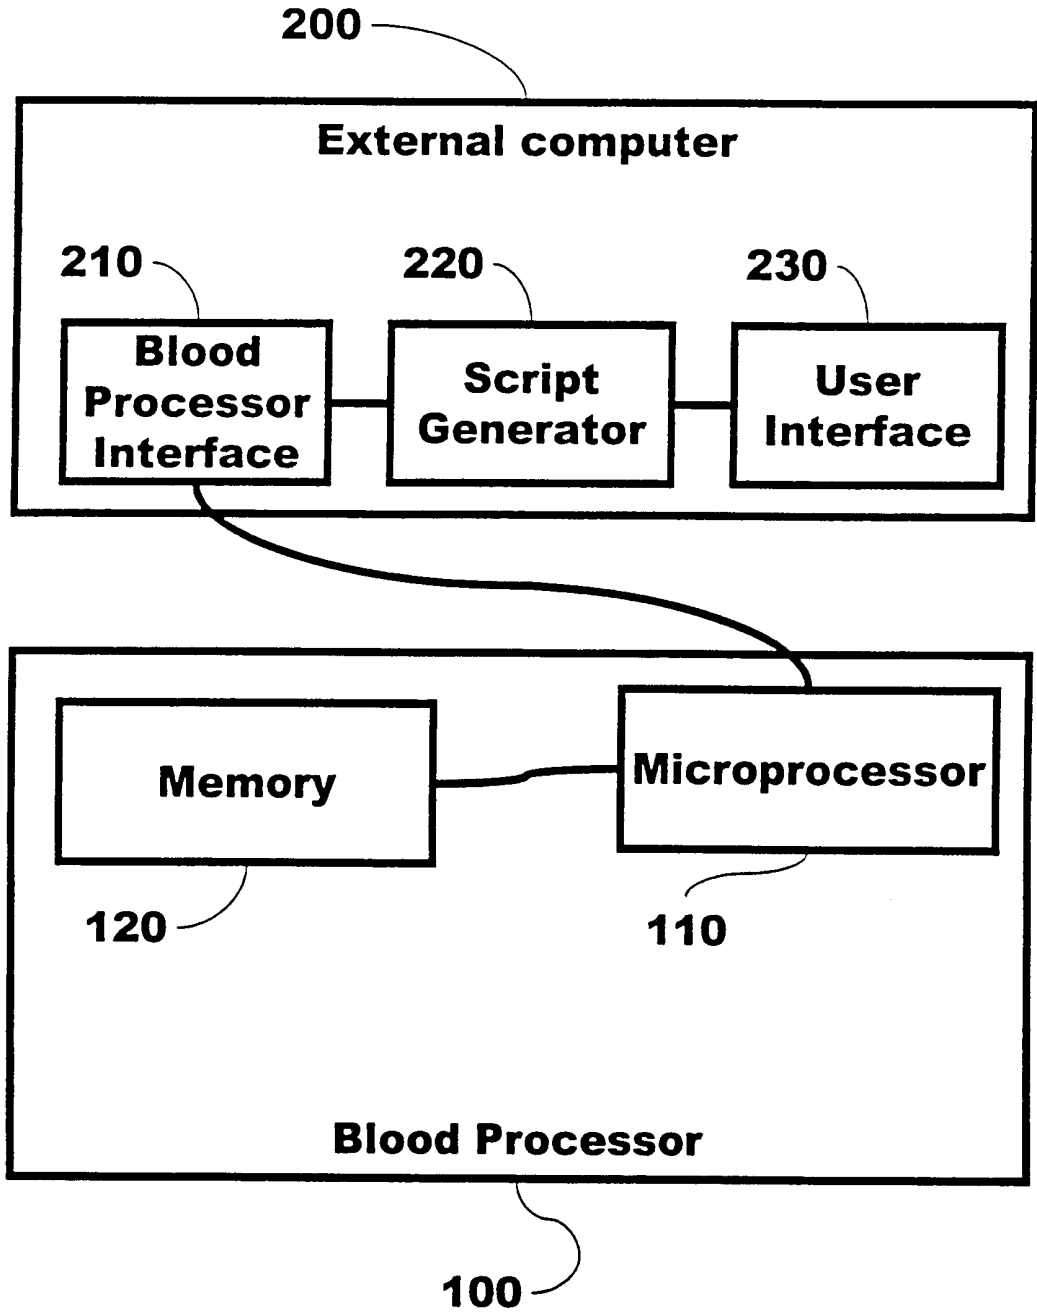 200
External computer
210
220
230
Blood
Processor
Interface
Script
Generator
User
Interface
Memory
Microprocessor
120
110
Blood Processor
100